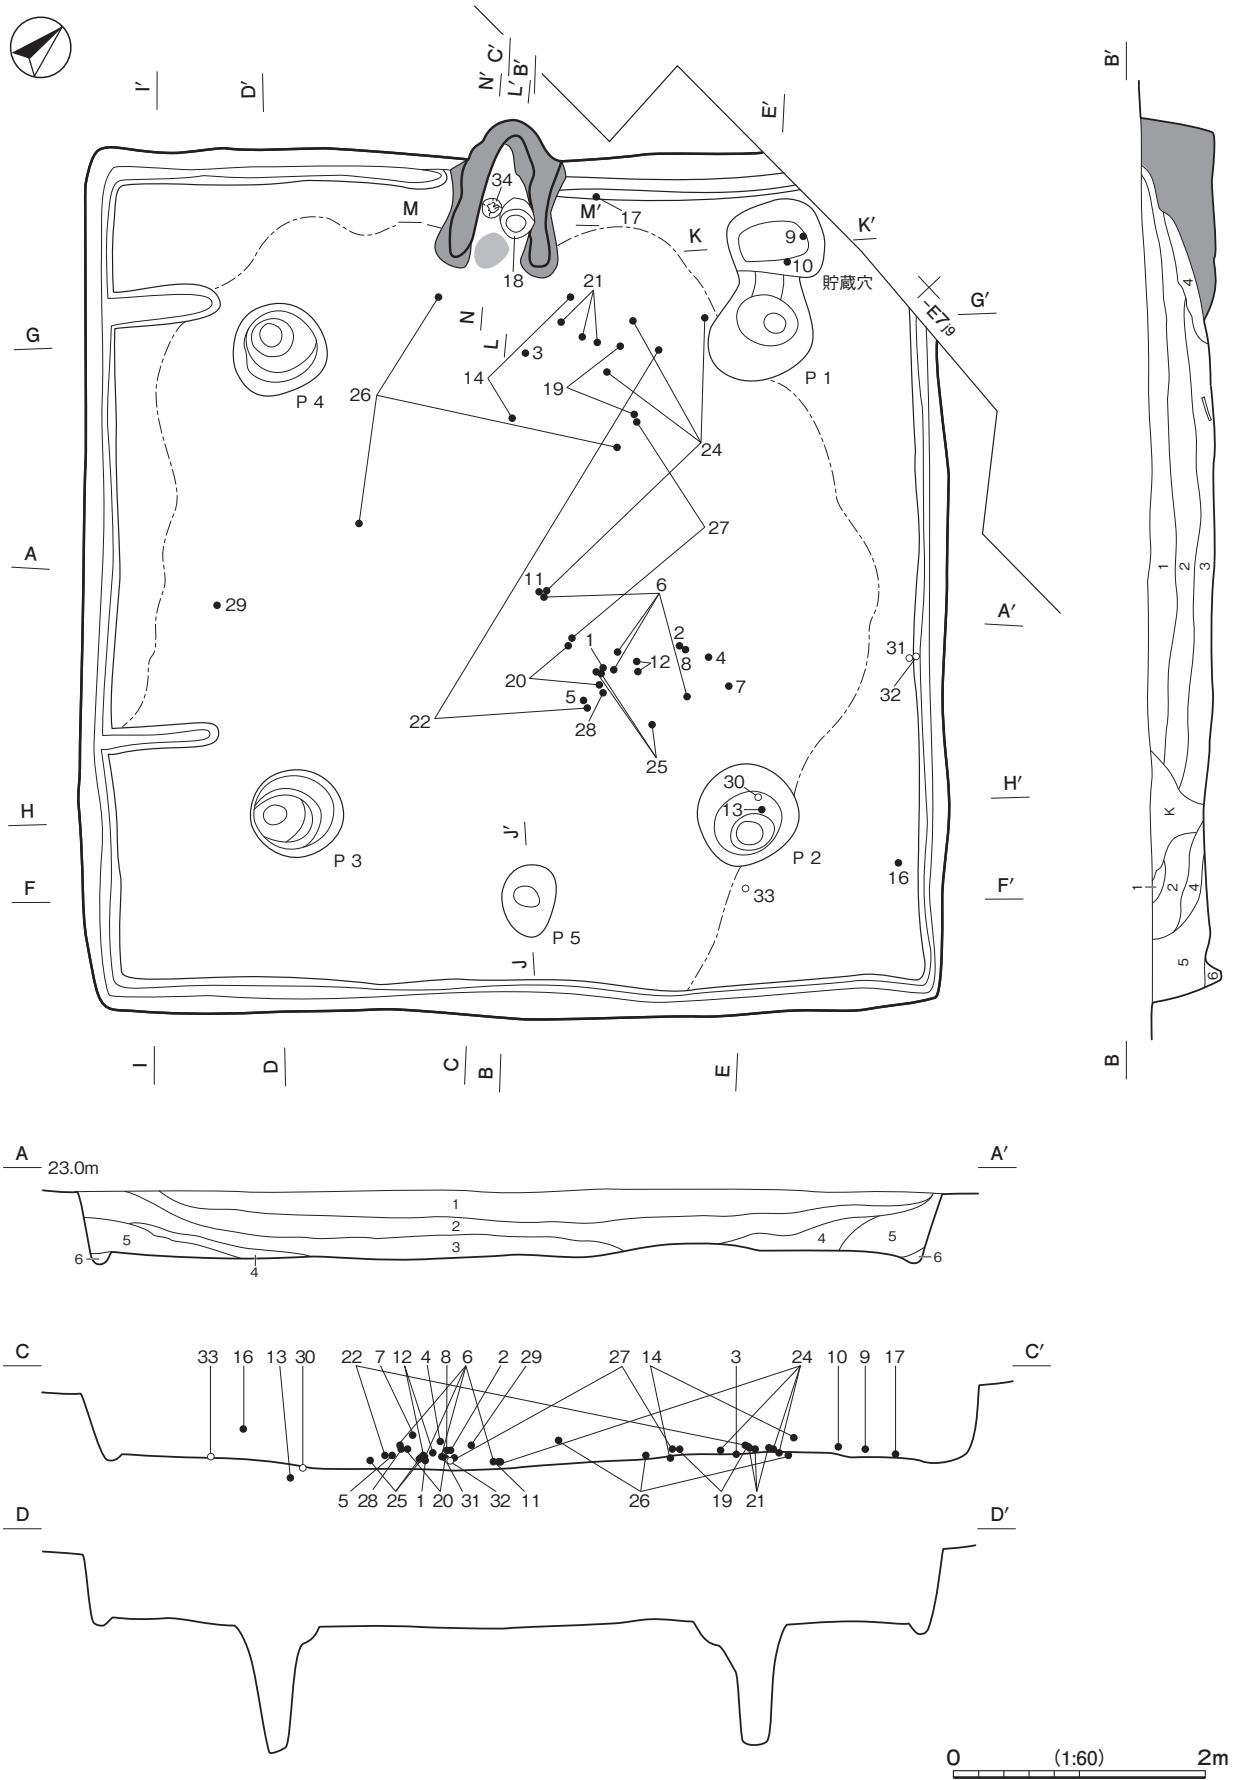 I′ D′ N′ C′ L′ B′ E′ B′
34
M M′ 17 K K′
9
10
貯蔵穴
18 21
-E7j9 G′
N
G L 3
14 19
P 4 26 P 1
24
27
A 11 6
29 A′
1 2
12 8 4 31
20 7 32
5
22 28
25
30 H′
H 13
J′
P 3 P 2
16
F 33 F′
P 5
J
I D C B E B
4
1 2 3
K
1 2 4
5
6
A 23.0m A′
1
2
5 3 4 5
6 4 6
C 33 16 13 30 22 7 12 4 8 6 2 29 27 14 3 24 10 9 17 C′
5 28 25 1 20 31 32 11 26 19 21
D D′
0 (1:60) 2m